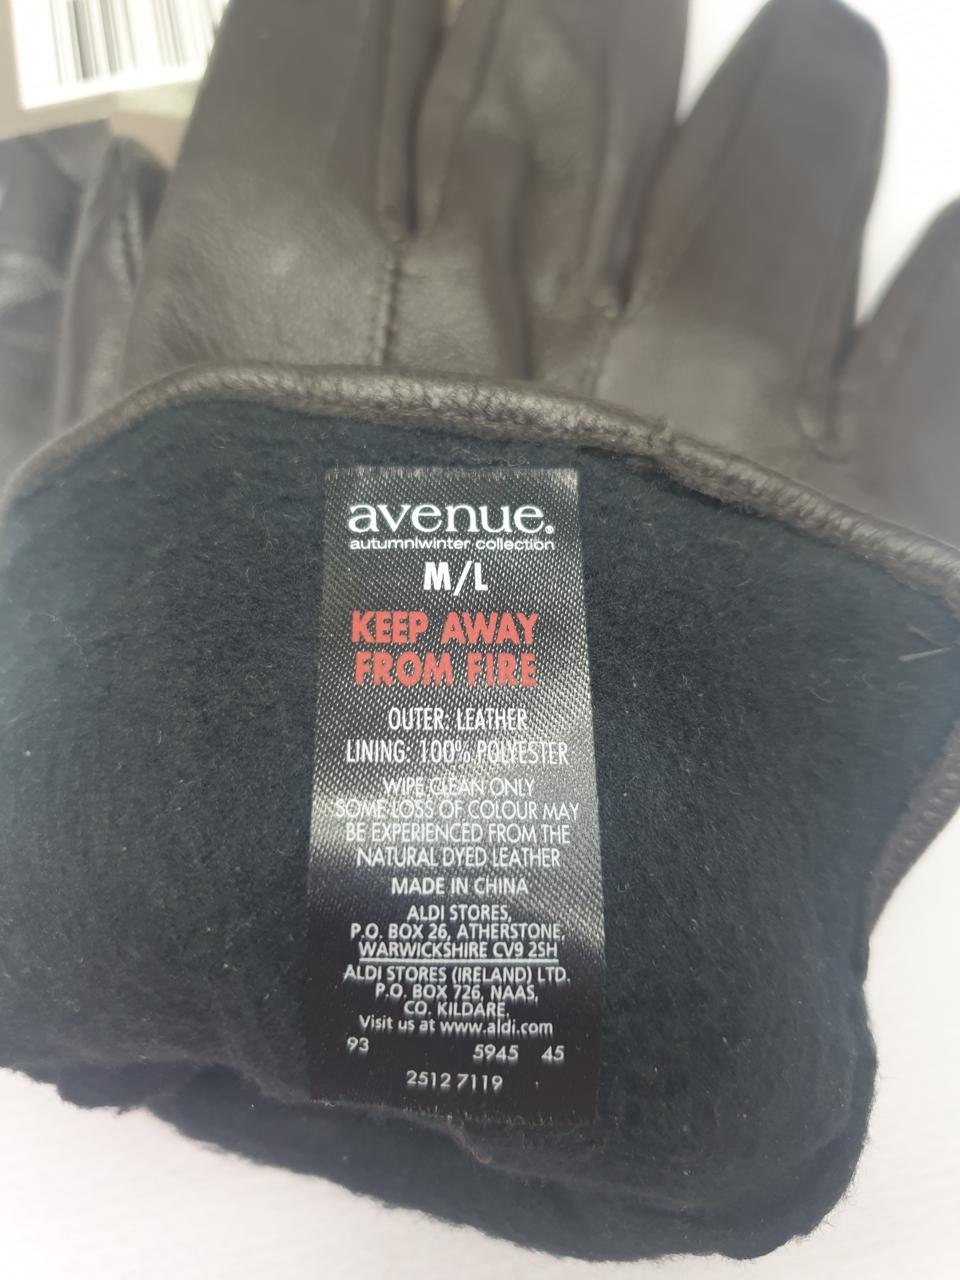 avenue®
autumn|winter collection
M/L
KEEP AWAY
FROM FIRE
OUTER: LEATHER
LINING: 100% POLYESTER
WIPE CLEAN ONLY
SOME LOSS OF COLOUR MAY
BE EXPERIENCED FROM THE
NATURAL DYED LEATHER
MADE IN CHINA
ALDI STORES,
P.O. BOX 26, ATHERSTONE,
WARWICKSHIRE CV9 2SH
ALDI STORES (IRELAND) LTD.
P.O. BOX 726, NAAS,
CO. KILDARE,
Visit us at www.aldi.com
93 5945 45
2512 7119